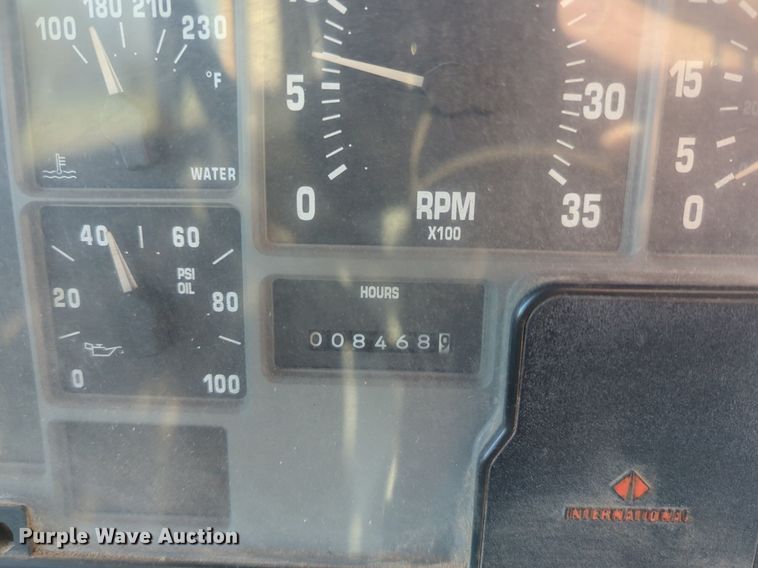 100 180 210 230
°F
WATER
5
0
30
35
RPM
X100
15
5
0
40 60
20 80
0 100
PSI
OIL
HOURS
0084689
INTERNATIONAL
Purple Wave Auction